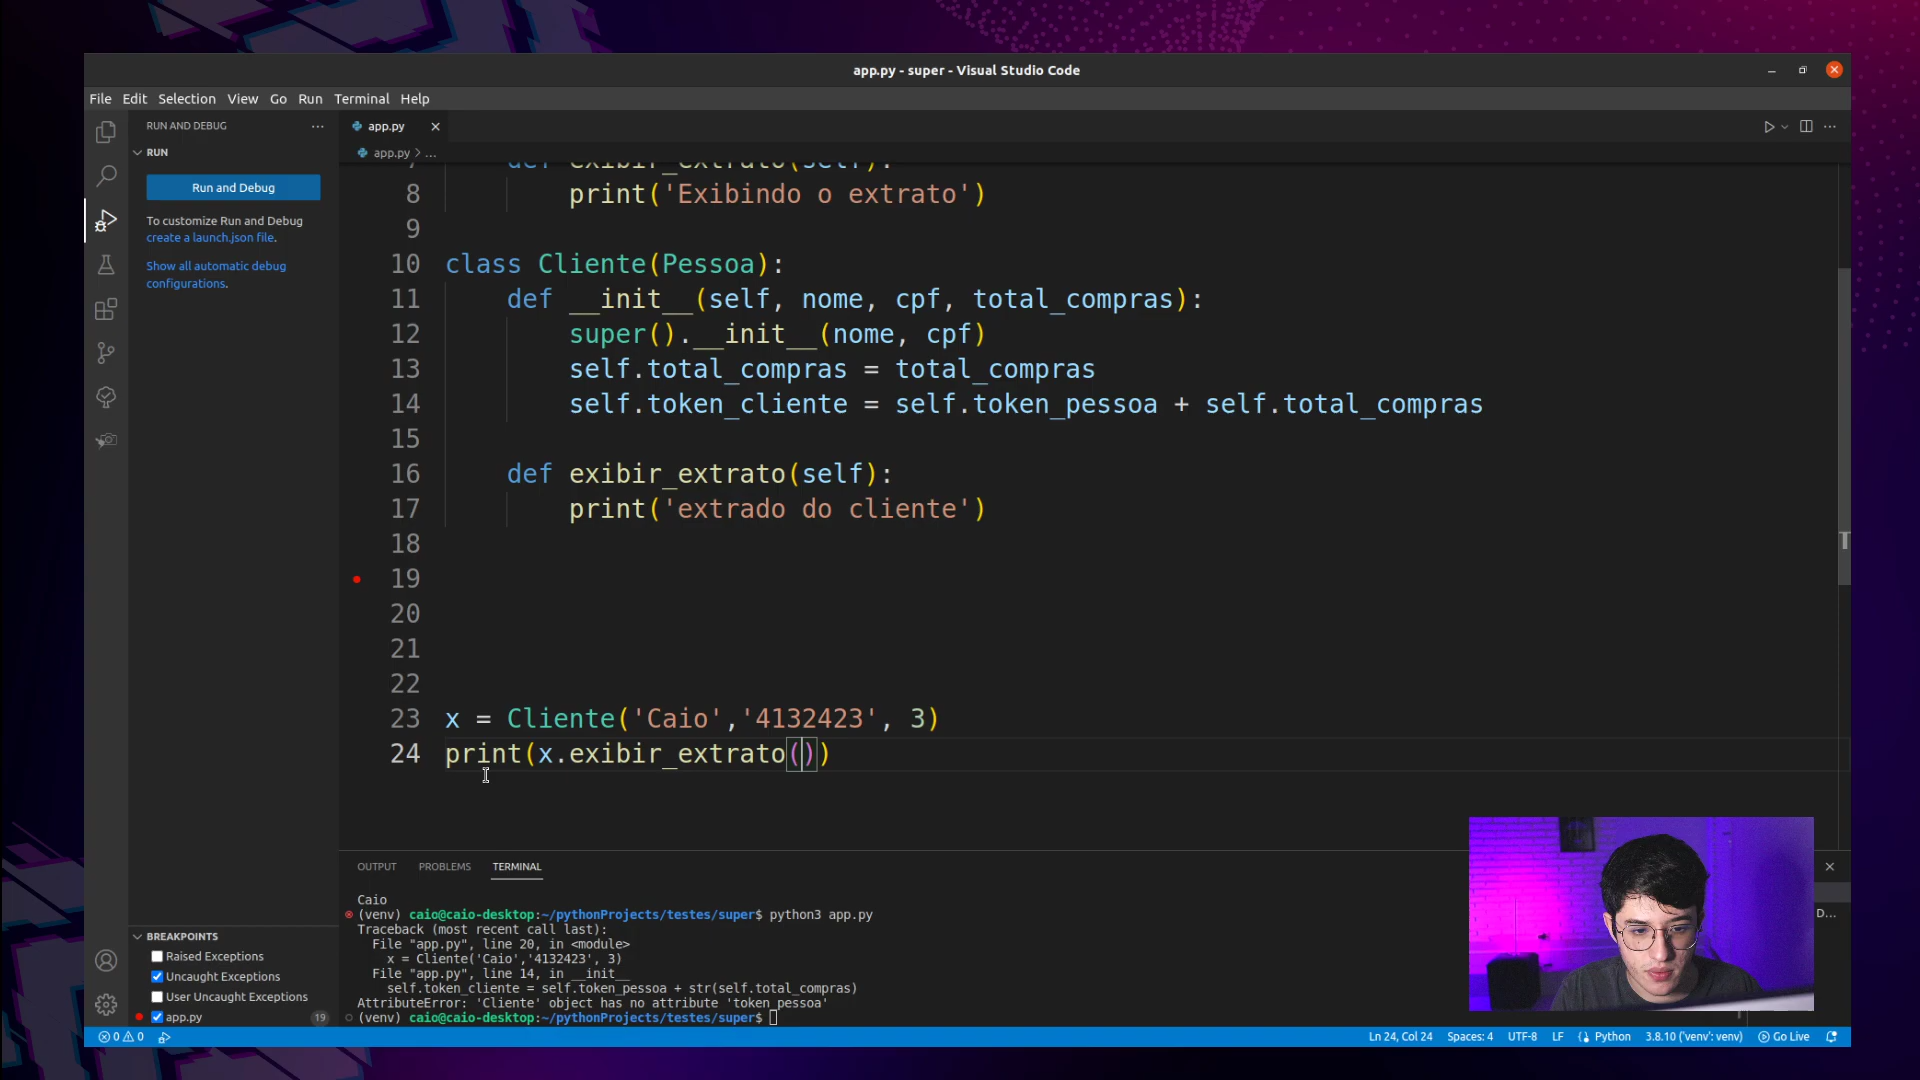 app.py - super - Visual Studio Code
File Edit Selection View Go Run Terminal Help
RUN AND DEBUG
RUN
Run and Debug
To customize Run and Debug
create a launch.json file.
Show all automatic debug
configurations.
app.py
app.py > ...
7 def exibir_extrato(self):
8 print('Exibindo o extrato')
9
10 class Cliente(Pessoa):
11 def __init__(self, nome, cpf, total_compras):
12 super().__init__(nome, cpf)
13 self.total_compras = total_compras
14 self.token_cliente = self.token_pessoa + self.total_compras
15
16 def exibir_extrato(self):
17 print('extrado do cliente')
18
19
20
21
22
23 x = Cliente('Caio','4132423', 3)
24 print(x.exibir_extrato())
OUTPUT PROBLEMS TERMINAL
Caio
(venv) caio@caio-desktop:~/pythonProjects/testes/super$ python3 app.py
Traceback (most recent call last):
File "app.py", line 20, in <module>
x = Cliente('Caio','4132423', 3)
File "app.py", line 14, in __init__
self.token_cliente = self.token_pessoa + str(self.total_compras)
AttributeError: 'Cliente' object has no attribute 'token_pessoa'
(venv) caio@caio-desktop:~/pythonProjects/testes/super$
D...
BREAKPOINTS
Raised Exceptions
Uncaught Exceptions
User Uncaught Exceptions
app.py 19
0 0
Ln 24, Col 24 Spaces: 4 UTF-8 LF Python 3.8.10 ('venv': venv) Go Live